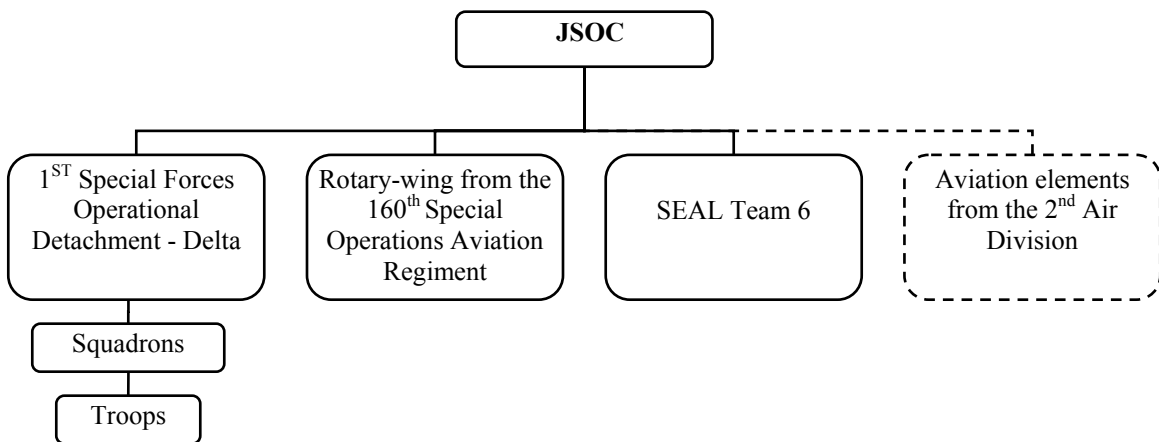 JSOC
1ST Special Forces
Operational
Detachment - Delta
Rotary-wing from the
160th Special
Operations Aviation
Regiment
SEAL Team 6
Aviation elements
from the 2nd Air
Division
Squadrons
Troops